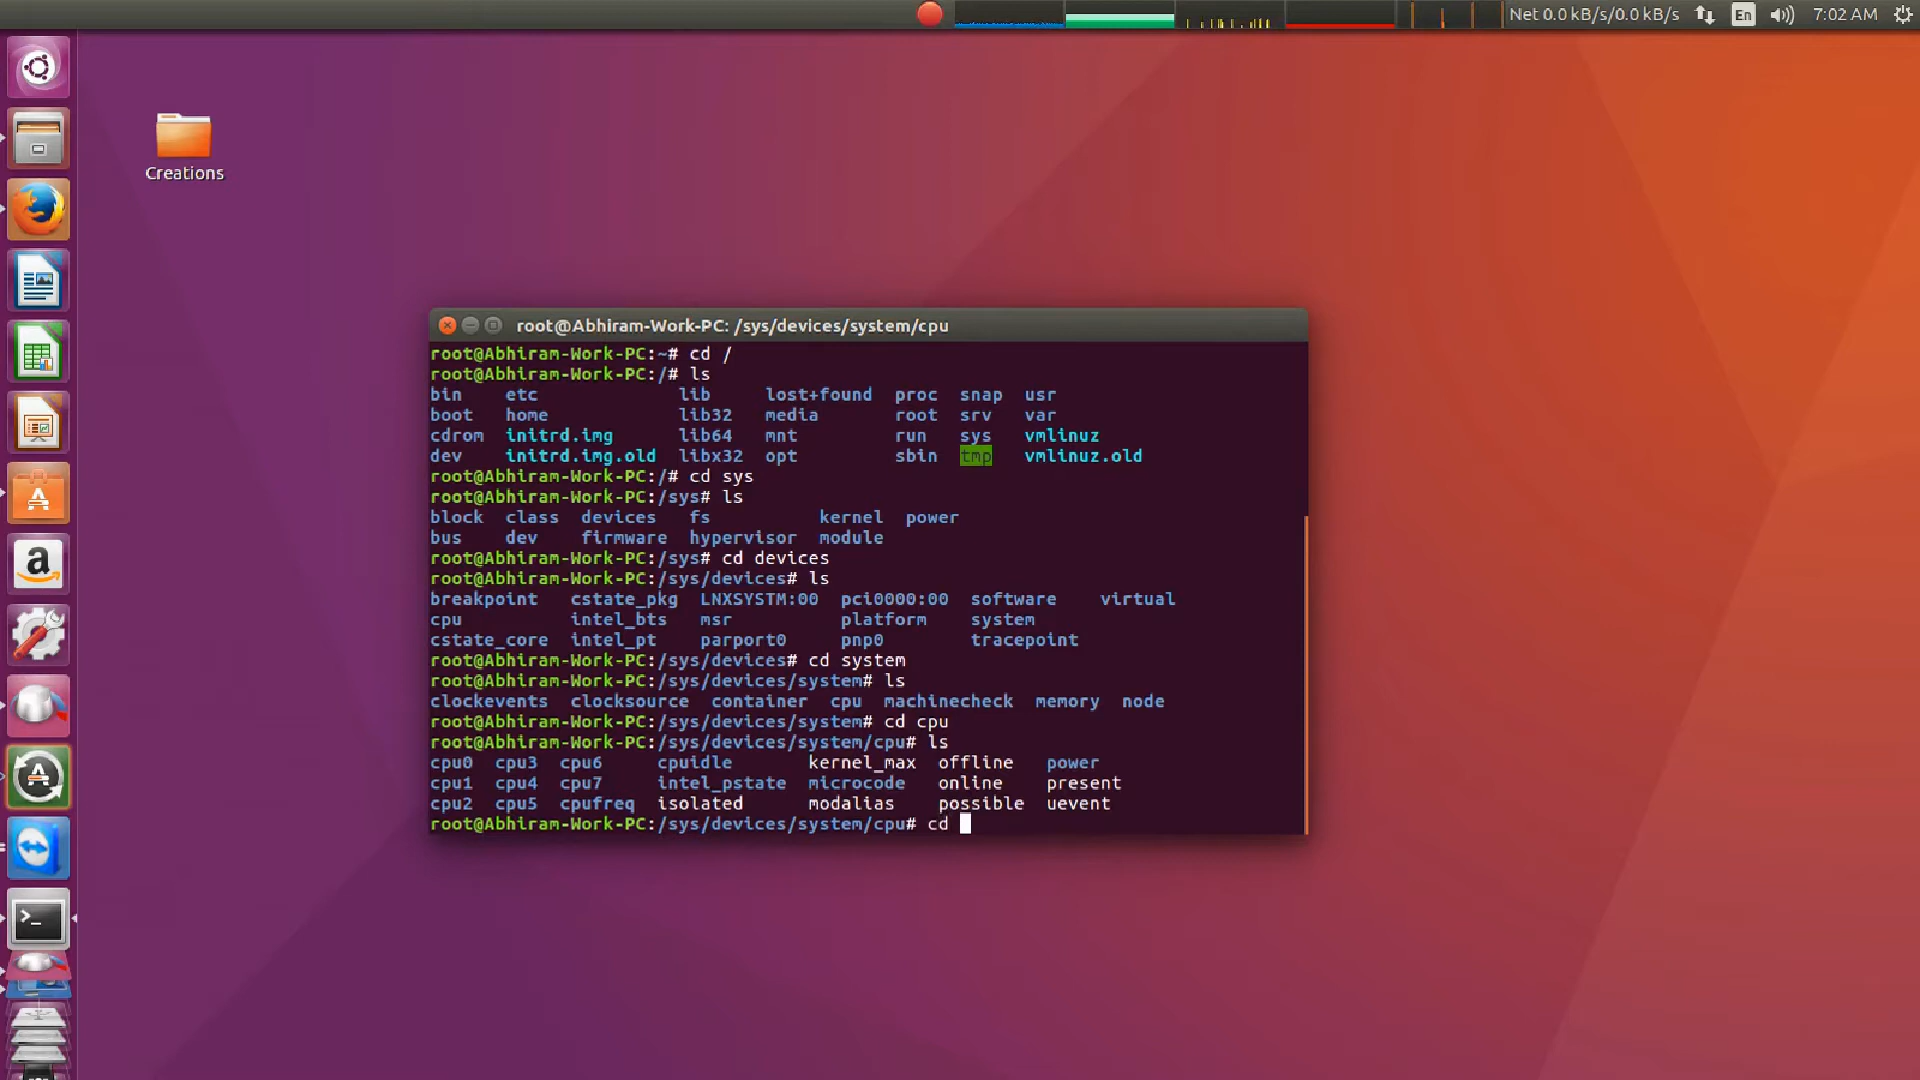 Net 0.0 kB/s/0.0 kB/s En 7:02 AM
Creations
root@Abhiram-Work-PC: /sys/devices/system/cpu
root@Abhiram-Work-PC:~# cd /
root@Abhiram-Work-PC:/# ls
bin etc lib lost+found proc snap usr
boot home lib32 media root srv var
cdrom initrd.img lib64 mnt run sys vmlinuz
dev initrd.img.old libx32 opt sbin tmp vmlinuz.old
root@Abhiram-Work-PC:/# cd sys
root@Abhiram-Work-PC:/sys# ls
block class devices fs kernel power
bus dev firmware hypervisor module
root@Abhiram-Work-PC:/sys# cd devices
root@Abhiram-Work-PC:/sys/devices# ls
breakpoint cstate_pkg LNXSYSTM:00 pci0000:00 software virtual
cpu intel_bts msr platform system
cstate_core intel_pt parport0 pnp0 tracepoint
root@Abhiram-Work-PC:/sys/devices# cd system
root@Abhiram-Work-PC:/sys/devices/system# ls
clockevents clocksource container cpu machinecheck memory node
root@Abhiram-Work-PC:/sys/devices/system# cd cpu
root@Abhiram-Work-PC:/sys/devices/system/cpu# ls
cpu0 cpu3 cpu6 cpuidle kernel_max offline power
cpu1 cpu4 cpu7 intel_pstate microcode online present
cpu2 cpu5 cpufreq isolated modalias possible uevent
root@Abhiram-Work-PC:/sys/devices/system/cpu# cd